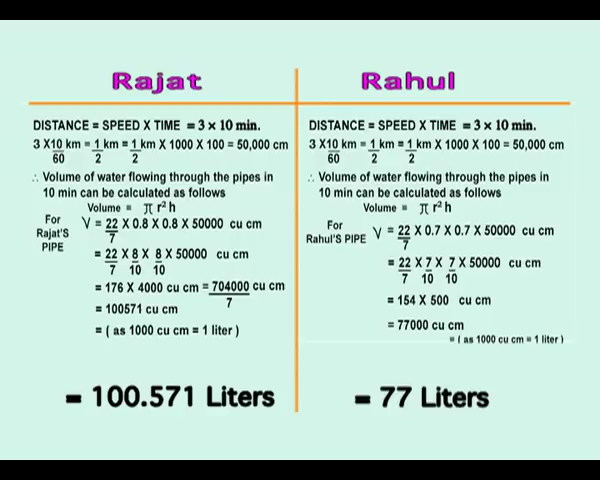 Rajat
DISTANCE = SPEED X TIME = 3 × 10 min.
3 X10 km = 1 km = 1 km X 1000 X 100 = 50,000 cm
60 2 2
∴ Volume of water flowing through the pipes in
10 min can be calculated as follows
Volume = π r² h
For
Rajat'S
PIPE
V = 22 X 0.8 X 0.8 X 50000 cu cm
7
= 22 X 8 X 8 X 50000 cu cm
7 10 10
= 176 X 4000 cu cm = 704000 cu cm
7
= 100571 cu cm
= ( as 1000 cu cm = 1 liter )
= 100.571 Liters
Rahul
DISTANCE = SPEED X TIME = 3 × 10 min.
3 X10 km = 1 km = 1 km X 1000 X 100 = 50,000 cm
60 2 2
∴ Volume of water flowing through the pipes in
10 min can be calculated as follows
Volume = π r² h
For
Rahul'S PIPE
V = 22 X 0.7 X 0.7 X 50000 cu cm
7
= 22 X 7 X 7 X 50000 cu cm
7 10 10
= 154 X 500 cu cm
= 77000 cu cm
= ( as 1000 cu cm = 1 liter )
= 77 Liters